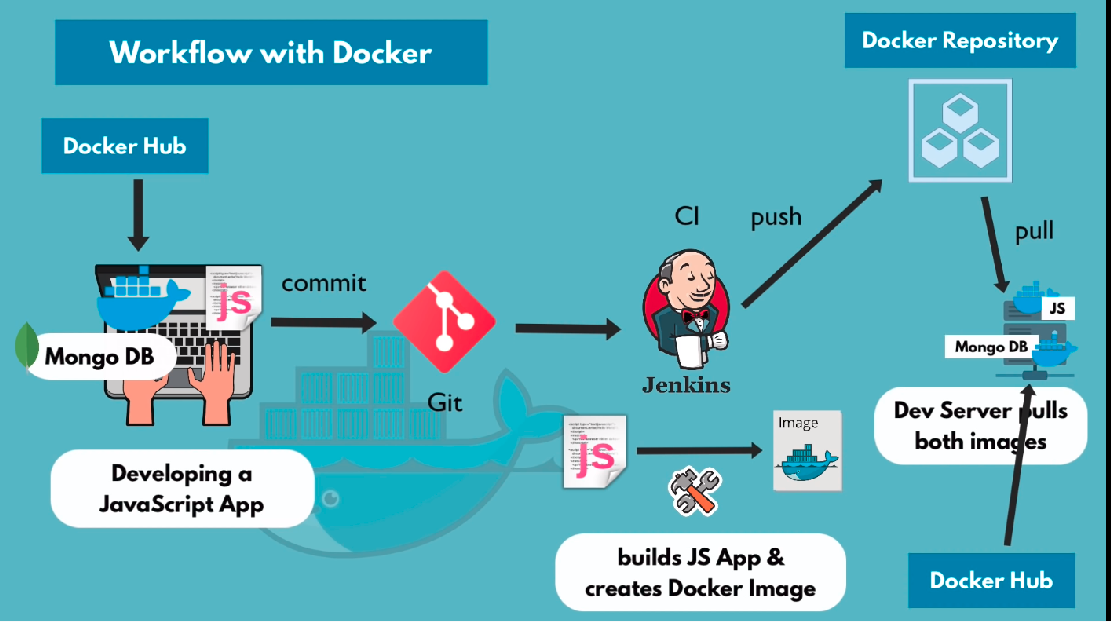 Workflow with Docker
Docker Repository
Docker Hub
CI
push
pull
commit
js
JS
Mongo DB
Mongo DB
Jenkins
Git
Dev Server pulls
both images
Image
js
Developing a
JavaScript App
builds JS App &
creates Docker Image
Docker Hub